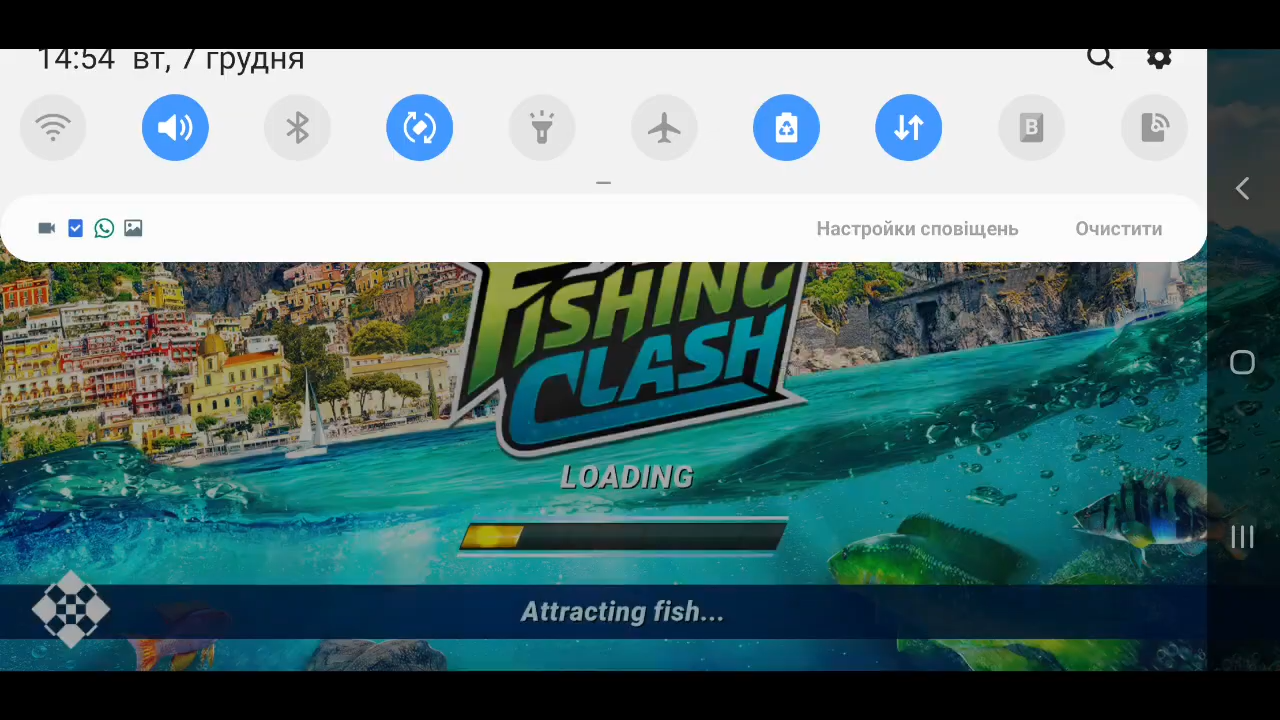 14:54 вт, 7 грудня
B
Настройки сповіщень
Очистити
FISHING
CLASH
LOADING
Attracting fish...